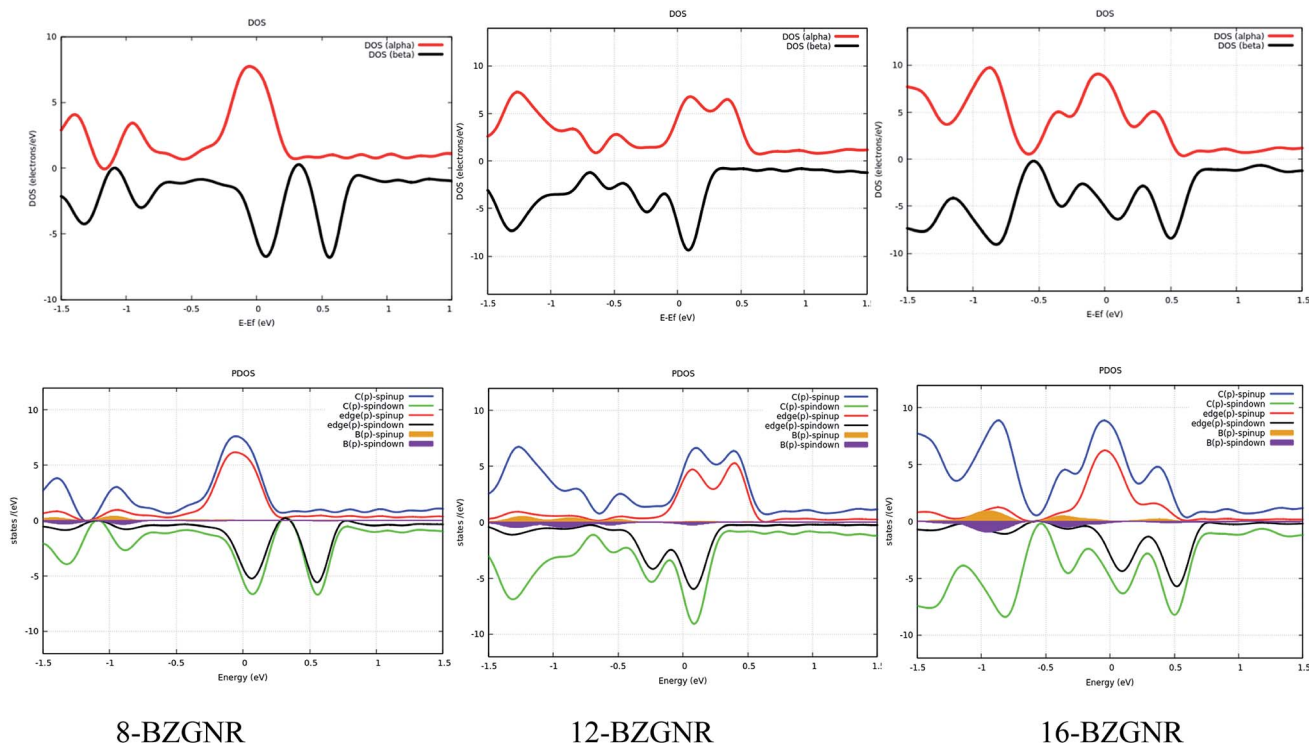 DOS
DOS (alpha)
DOS (beta)
10
5
0
-5
-10
DOS (electrons/eV)
-1.5 -1 -0.5 0 0.5 1 1
E-Ef (eV)
DOS
DOS (alpha)
DOS (beta)
10
5
0
-5
-10
DOS (electrons/eV)
-1.5 -1 -0.5 0 0.5 1 1.5
E-Ef (eV)
DOS
DOS (alpha)
DOS (beta)
10
5
0
-5
-10
DOS (electrons/eV)
-1.5 -1 -0.5 0 0.5 1 1.5
E-Ef (eV)
PDOS
C(p)-spinup
C(p)-spindown
edge(p)-spinup
edge(p)-spindown
B(p)-spinup
B(p)-spindown
10
5
0
-5
-10
states /(eV)
-1.5 -1 -0.5 0 0.5 1 1.5
Energy (eV)
PDOS
C(p)-spinup
C(p)-spindown
edge(p)-spinup
edge(p)-spindown
B(p)-spinup
B(p)-spindown
10
5
0
-5
-10
states /(eV)
-1.5 -1 -0.5 0 0.5 1 1.5
Energy (eV)
PDOS
C(p)-spinup
C(p)-spindown
edge(p)-spinup
edge(p)-spindown
B(p)-spinup
B(p)-spindown
10
5
0
-5
-10
states /(eV)
-1.5 -1 -0.5 0 0.5 1 1.5
Energy (eV)
8-BZGNR
12-BZGNR
16-BZGNR